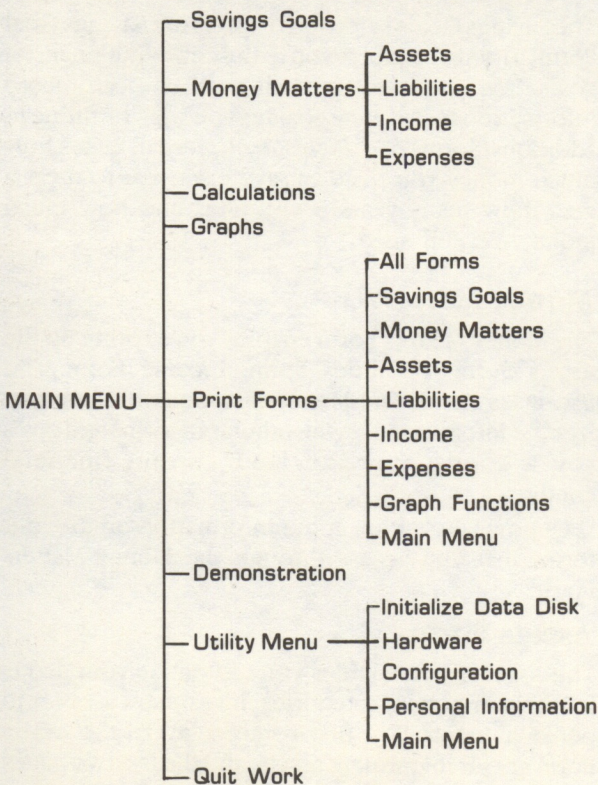 Savings Goals
Money Matters
Assets
Liabilities
Income
Expenses
Calculations
Graphs
MAIN MENU
Print Forms
All Forms
Savings Goals
Money Matters
Assets
Liabilities
Income
Expenses
Graph Functions
Main Menu
Demonstration
Utility Menu
Initialize Data Disk
Hardware
Configuration
Personal Information
Main Menu
Quit Work